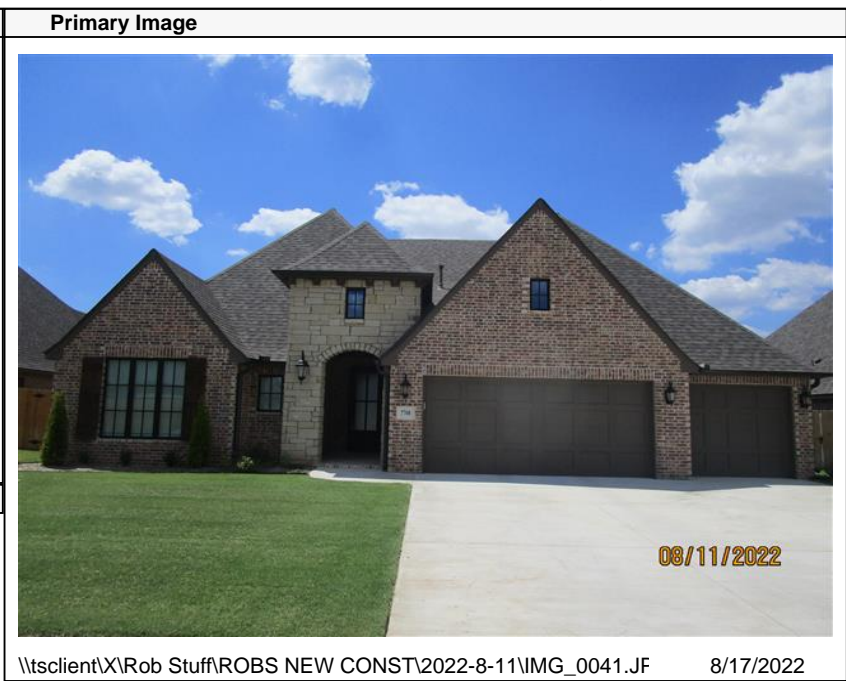 Primary Image
08/11/2022
\\tsclient\X\Rob Stuff\ROBS NEW CONST\2022-8-11\IMG_0041.JF 8/17/2022